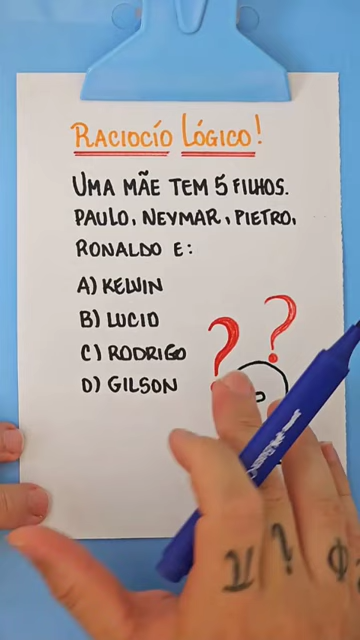 RACIOCÍO LÓGICO!
UMA MÃE TEM 5 FILHOS.
PAULO, NEYMAR, PIETRO,
RONALDO E:
A) KELVIN
B) LUCIO
C) RODRIGO
D) GILSON
? ?
π i φ